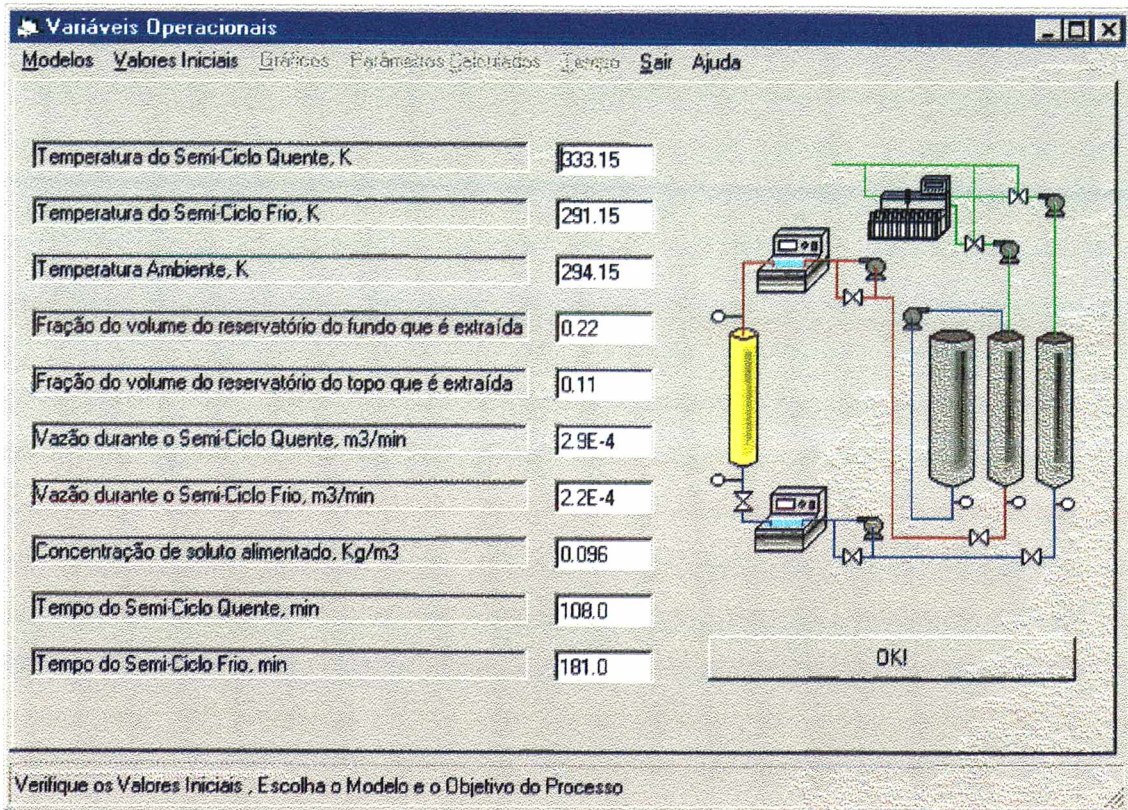 Variáveis Operacionais
Modelos Valores Iniciais Gráficos Parâmetros Calculados Tempo Sair Ajuda
Temperatura do Semi-Ciclo Quente, K 333.15
Temperatura do Semi-Ciclo Frio, K 291.15
Temperatura Ambiente, K 294.15
Fração do volume do reservatório do fundo que é extraída 0.22
Fração do volume do reservatório do topo que é extraída 0.11
Vazão durante o Semi-Ciclo Quente, m3/min 2.9E-4
Vazão durante o Semi-Ciclo Frio, m3/min 2.2E-4
Concentração de soluto alimentado, Kg/m3 0.096
Tempo do Semi-Ciclo Quente, min 108.0
Tempo do Semi-Ciclo Frio, min 181.0
OK!
Verifique os Valores Iniciais , Escolha o Modelo e o Objetivo do Processo